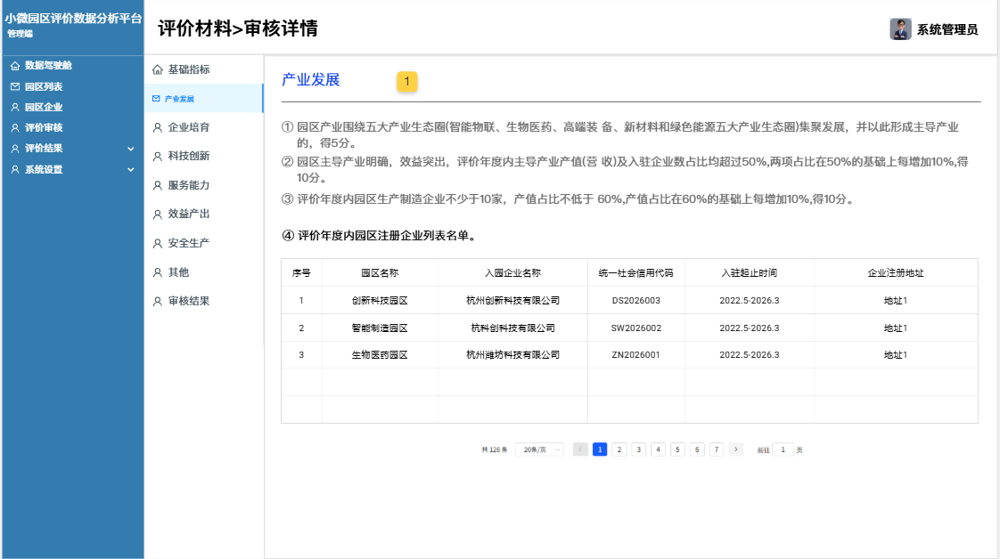 小微园区评价数据分析平台
管理端
评价材料>审核详情
系统管理员
数据驾驶舱
园区列表
园区企业
评价审核
评价结果
系统设置
基础指标
产业发展
企业培育
科技创新
服务能力
效益产出
安全生产
其他
审核结果
产业发展
1
① 园区产业围绕五大产业生态圈(智能物联、生物医药、高端装 备、新材料和绿色能源五大产业生态圈)集聚发展，并以此形成主导产业
的，得5分。
② 园区主导产业明确，效益突出，评价年度内主导产业产值(营 收)及入驻企业数占比均超过50%,两项占比在50%的基础上每增加10%,得
10分。
③ 评价年度内园区生产制造企业不少于10家，产值占比不低于 60%,产值占比在60%的基础上每增加10%,得10分。
④ 评价年度内园区注册企业列表名单。
序号 园区名称 入园企业名称 统一社会信用代码 入驻起止时间 企业注册地址
1 创新科技园区 杭州创新科技有限公司 DS2026003 2022.5-2026.3 地址1
2 智能制造园区 杭科创科技有限公司 SW2026002 2022.5-2026.3 地址1
3 生物医药园区 杭州潍坊科技有限公司 ZN2026001 2022.5-2026.3 地址1
共 128 条 20条/页 < 1 2 3 4 5 6 7 > 前往 1 页